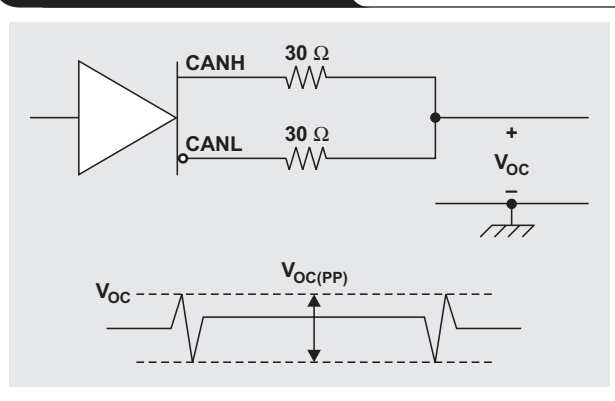 30 Ω
CANH
30 Ω
CANL
+
VOC
–
VOC(PP)
VOC